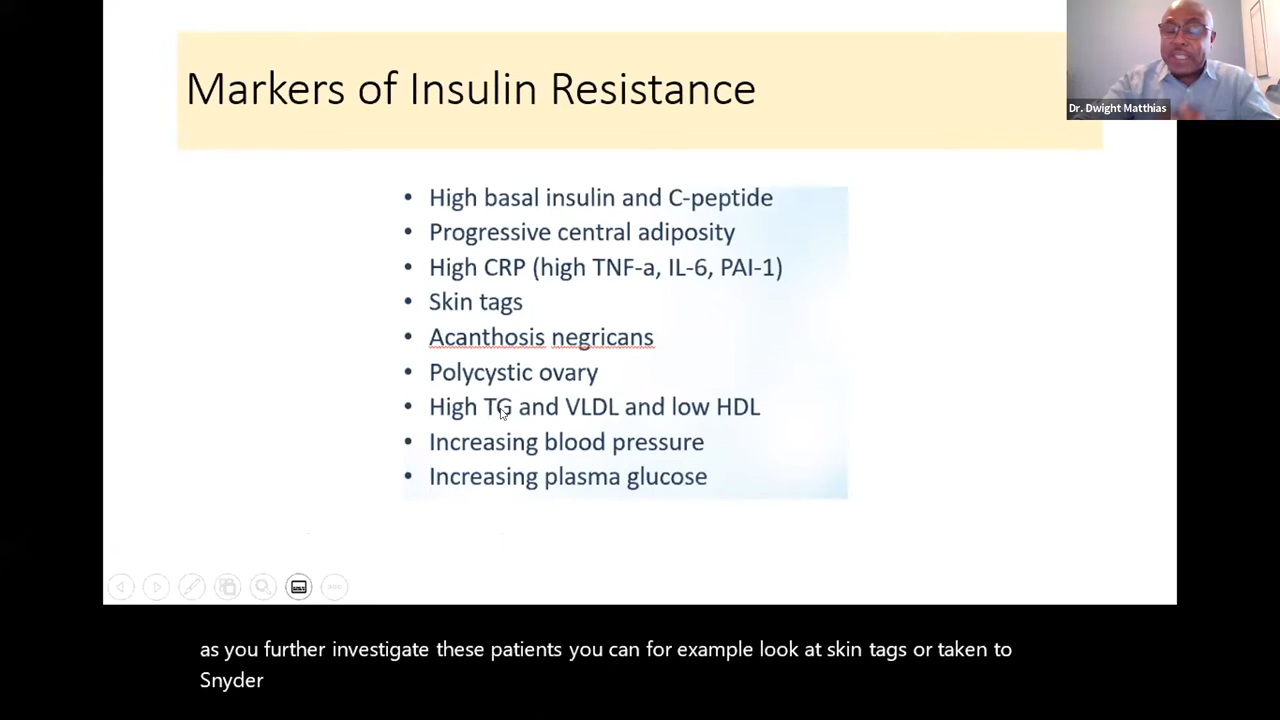 Markers of Insulin Resistance
Dr. Dwight Matthias
• High basal insulin and C-peptide
• Progressive central adiposity
• High CRP (high TNF-a, IL-6, PAI-1)
• Skin tags
• Acanthosis negricans
• Polycystic ovary
• High TG and VLDL and low HDL
• Increasing blood pressure
• Increasing plasma glucose
as you further investigate these patients you can for example look at skin tags or taken to
Snyder